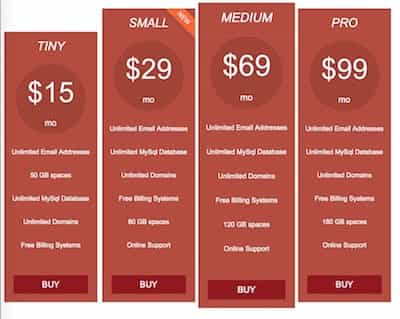 TINY
$15
mo
Unlimited Email Addresses
50 GB spaces
Unlimited MySql Database
Unlimited Domains
Free Billing Systems
BUY
SMALL
NEW
$29
mo
Unlimited Email Addresses
Unlimited MySql Database
Unlimited Domains
Free Billing Systems
80 GB spaces
Online Support
BUY
MEDIUM
$69
mo
Unlimited Email Addresses
Unlimited MySql Database
Unlimited Domains
Free Billing Systems
120 GB spaces
Online Support
BUY
PRO
$99
mo
Unlimited Email Addresses
Unlimited MySql Database
Unlimited Domains
Free Billing Systems
180 GB spaces
Online Support
BUY